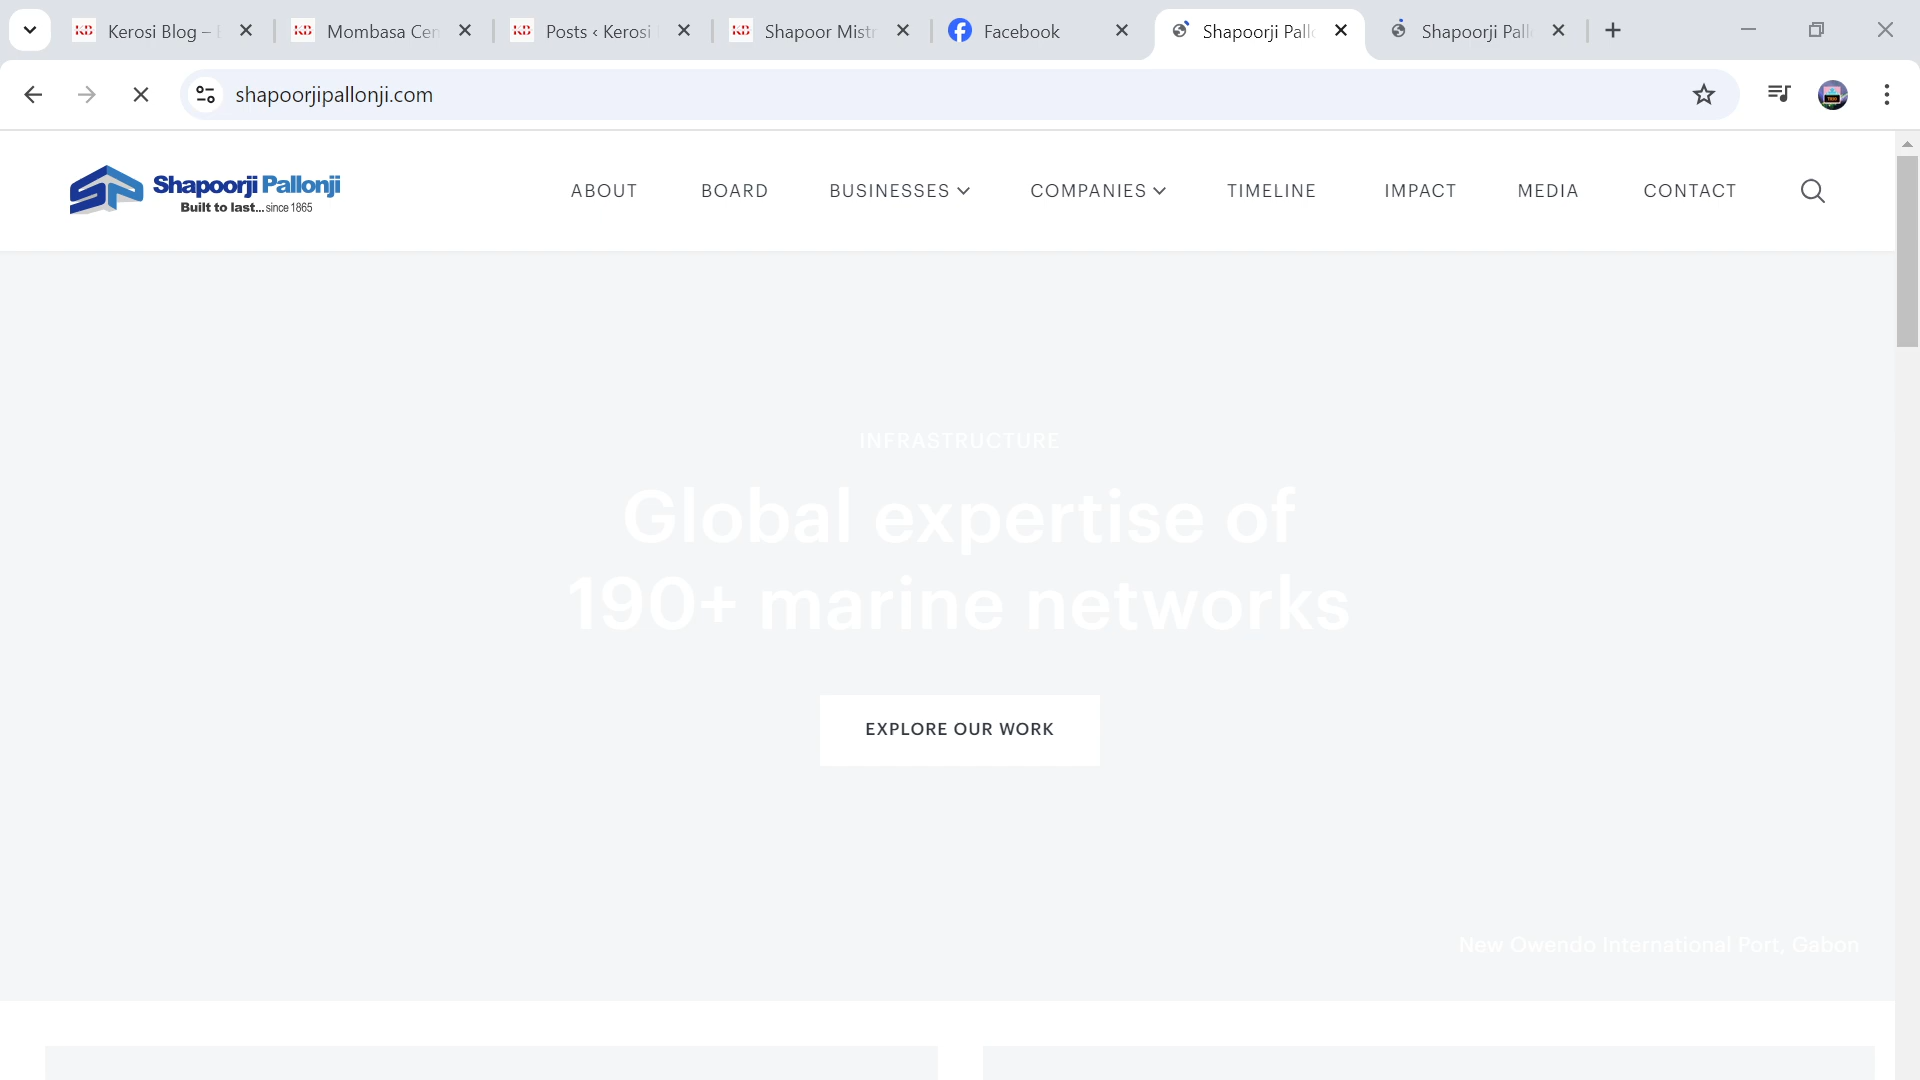 Kerosi Blog –
Mombasa Cem
Posts ‹ Kerosi
Shapoor Mistr
Facebook
Shapoorji Pallo
Shapoorji Pall
shapoorjipallonji.com
Shapoorji Pallonji
Built to last...since 1865
ABOUT
BOARD
BUSINESSES
COMPANIES
TIMELINE
IMPACT
MEDIA
CONTACT
INFRASTRUCTURE
Global expertise of
190+ marine networks
EXPLORE OUR WORK
New Owendo International Port, Gabon